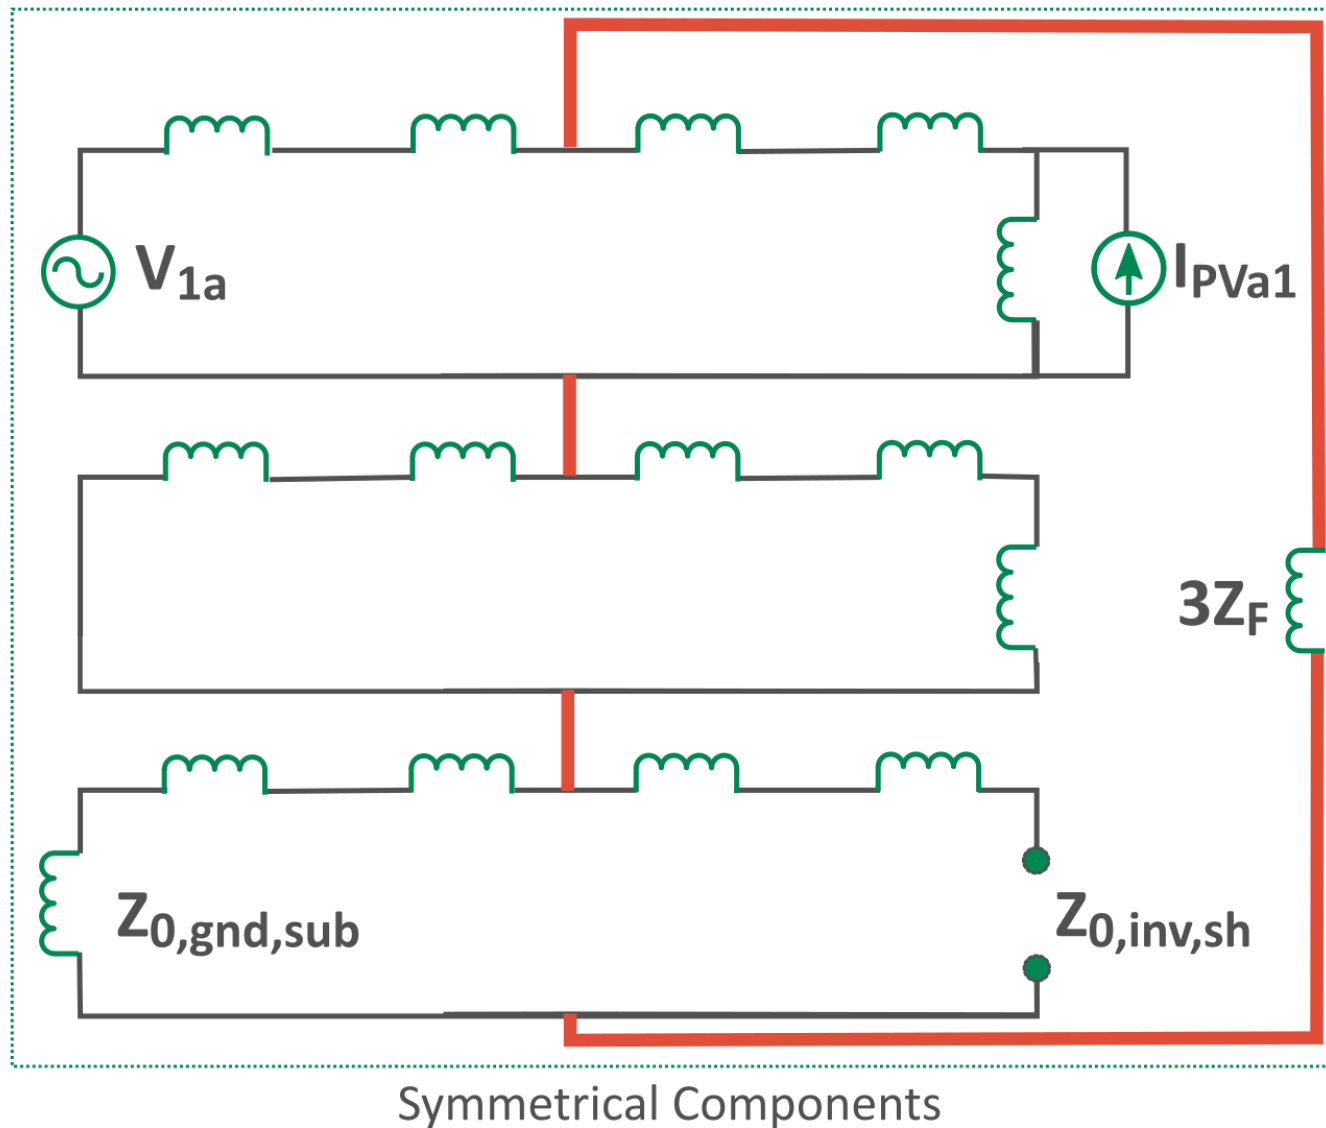 V1a
IPVa1
3ZF
Z0,gnd,sub
Z0,inv,sh
Symmetrical Components